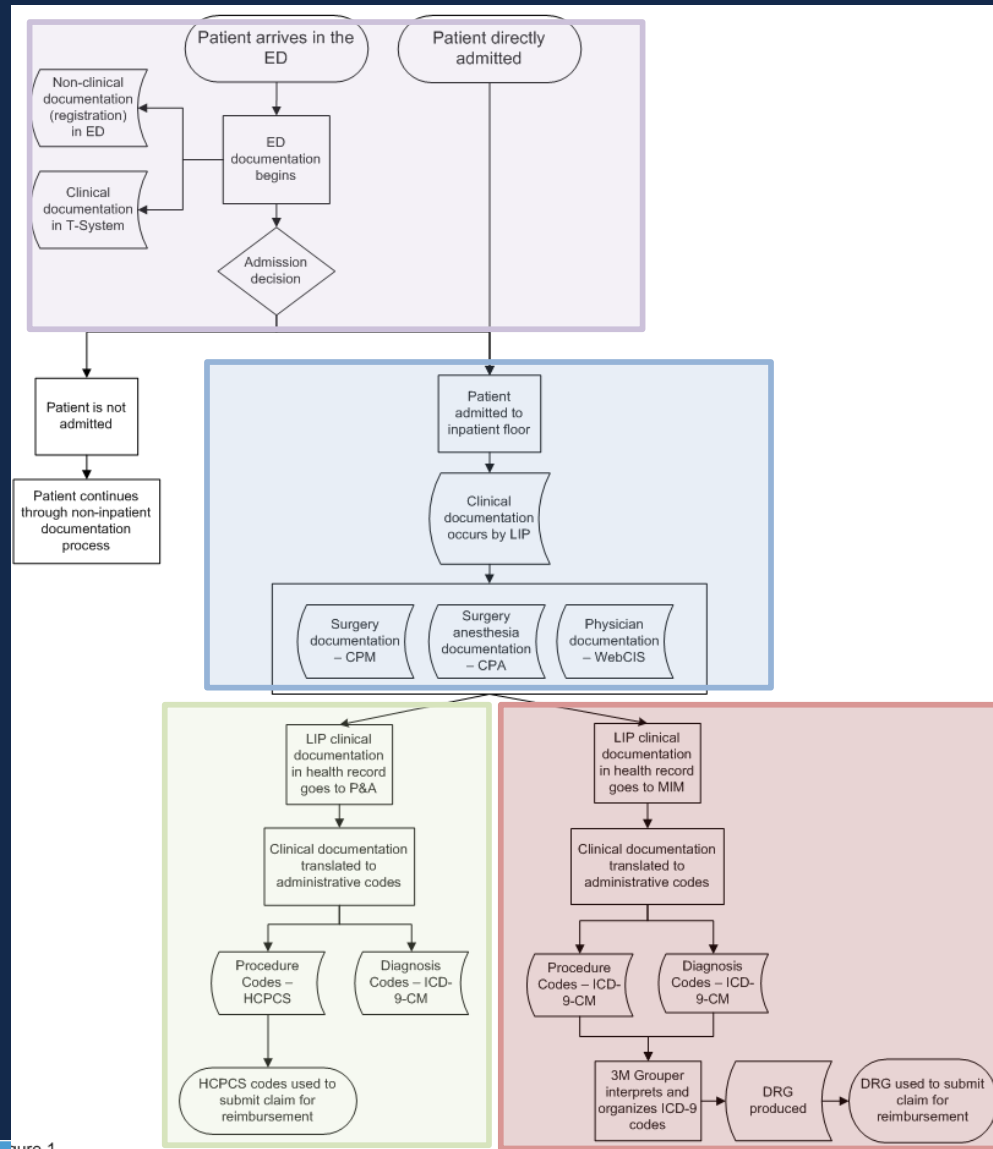 Patient arrives in the
ED
Patient directly
admitted
Non-clinical
documentation
(registration)
in ED
ED
documentation
begins
Clinical
documentation
in T-System
Admission
decision
Patient is not
admitted
Patient
admitted to
inpatient floor
Patient continues
through non-inpatient
documentation
process
Clinical
documentation
occurs by LIP
Surgery
documentation
– CPM
Surgery
anesthesia
documentation
– CPA
Physician
documentation
– WebCIS
LIP clinical
documentation
in health record
goes to P&A
LIP clinical
documentation
in health record
goes to MIM
Clinical documentation
translated to
administrative codes
Clinical documentation
translated to
administrative codes
Procedure
Codes –
HCPCS
Diagnosis
Codes – ICD-
9-CM
Procedure
Codes – ICD-
9-CM
Diagnosis
Codes – ICD-
9-CM
HCPCS codes used to
submit claim for
reimbursement
3M Grouper
interprets and
organizes ICD-9
codes
DRG
produced
DRG used to submit
claim for
reimbursement